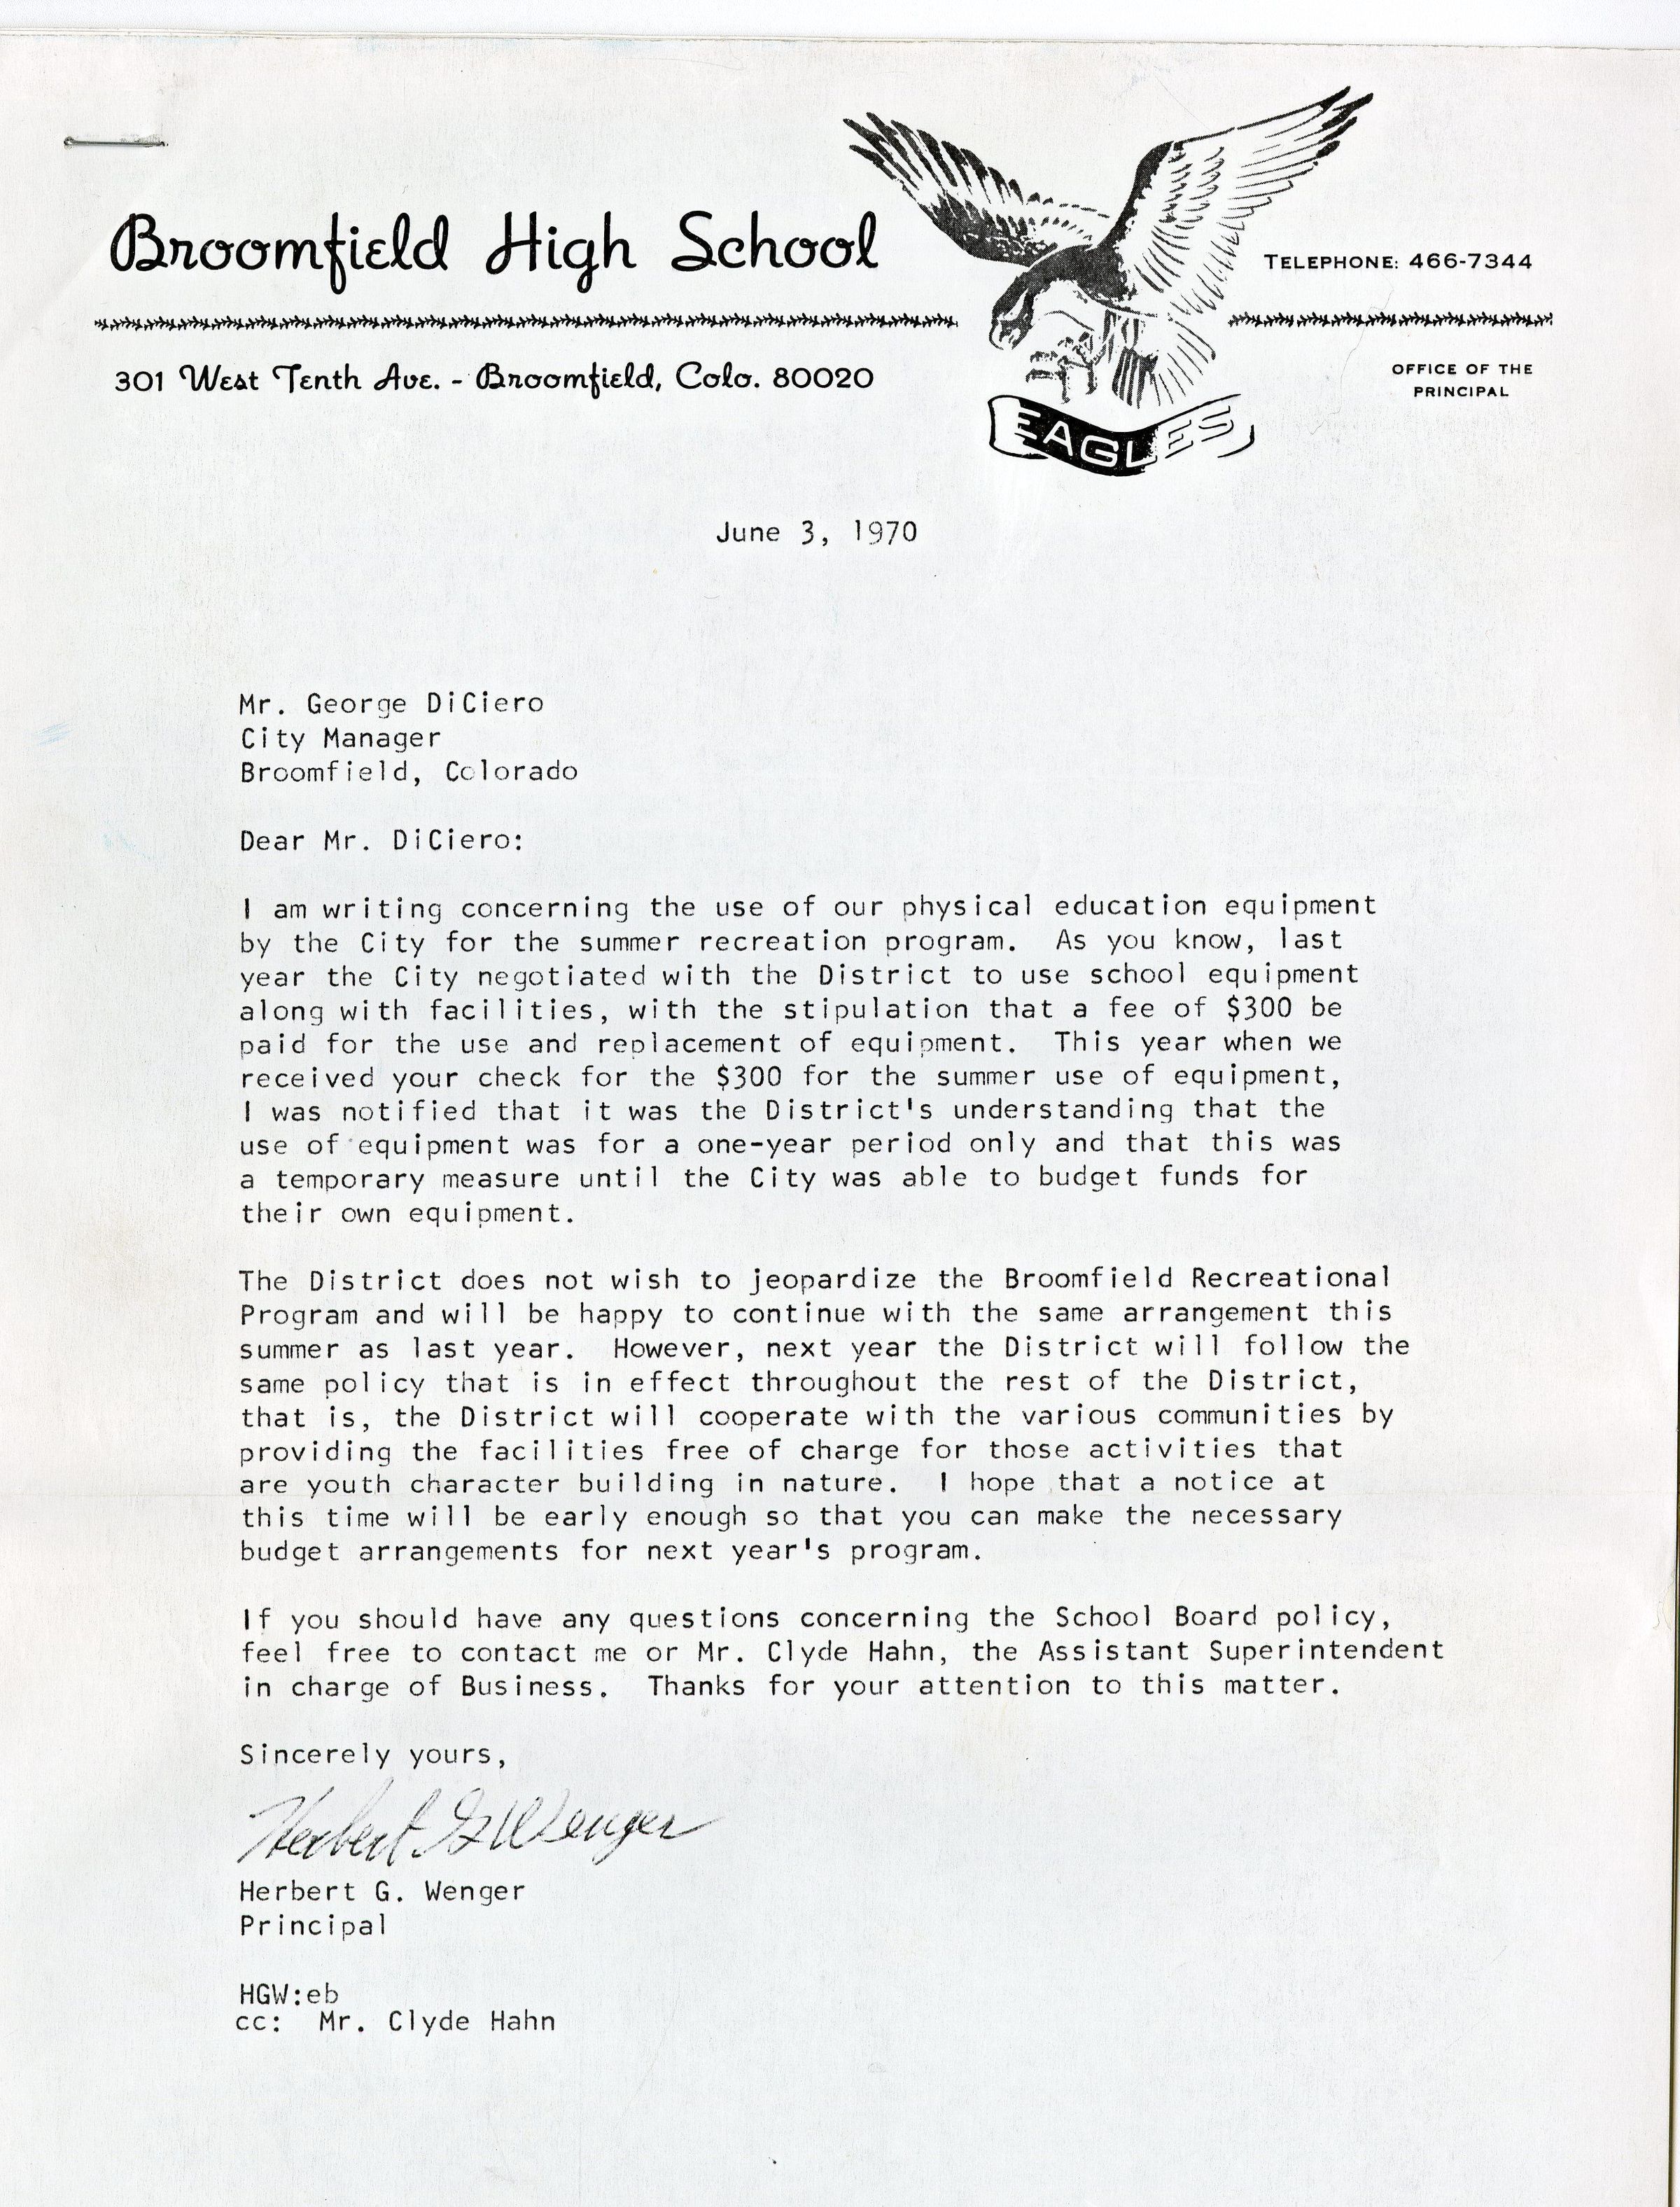 Broomfield High School
TELEPHONE: 466-7344
301 West Tenth Ave. - Broomfield, Colo. 80020
OFFICE OF THE
PRINCIPAL
EAGLES
June 3, 1970
Mr. George DiCiero
City Manager
Broomfield, Colorado
Dear Mr. DiCiero:
I am writing concerning the use of our physical education equipment
by the City for the summer recreation program. As you know, last
year the City negotiated with the District to use school equipment
along with facilities, with the stipulation that a fee of $300 be
paid for the use and replacement of equipment. This year when we
received your check for the $300 for the summer use of equipment,
I was notified that it was the District's understanding that the
use of equipment was for a one-year period only and that this was
a temporary measure until the City was able to budget funds for
their own equipment.
The District does not wish to jeopardize the Broomfield Recreational
Program and will be happy to continue with the same arrangement this
summer as last year. However, next year the District will follow the
same policy that is in effect throughout the rest of the District,
that is, the District will cooperate with the various communities by
providing the facilities free of charge for those activities that
are youth character building in nature. I hope that a notice at
this time will be early enough so that you can make the necessary
budget arrangements for next year's program.
If you should have any questions concerning the School Board policy,
feel free to contact me or Mr. Clyde Hahn, the Assistant Superintendent
in charge of Business. Thanks for your attention to this matter.
Sincerely yours,
Herbert G Wenger
Herbert G. Wenger
Principal
HGW:eb
cc: Mr. Clyde Hahn